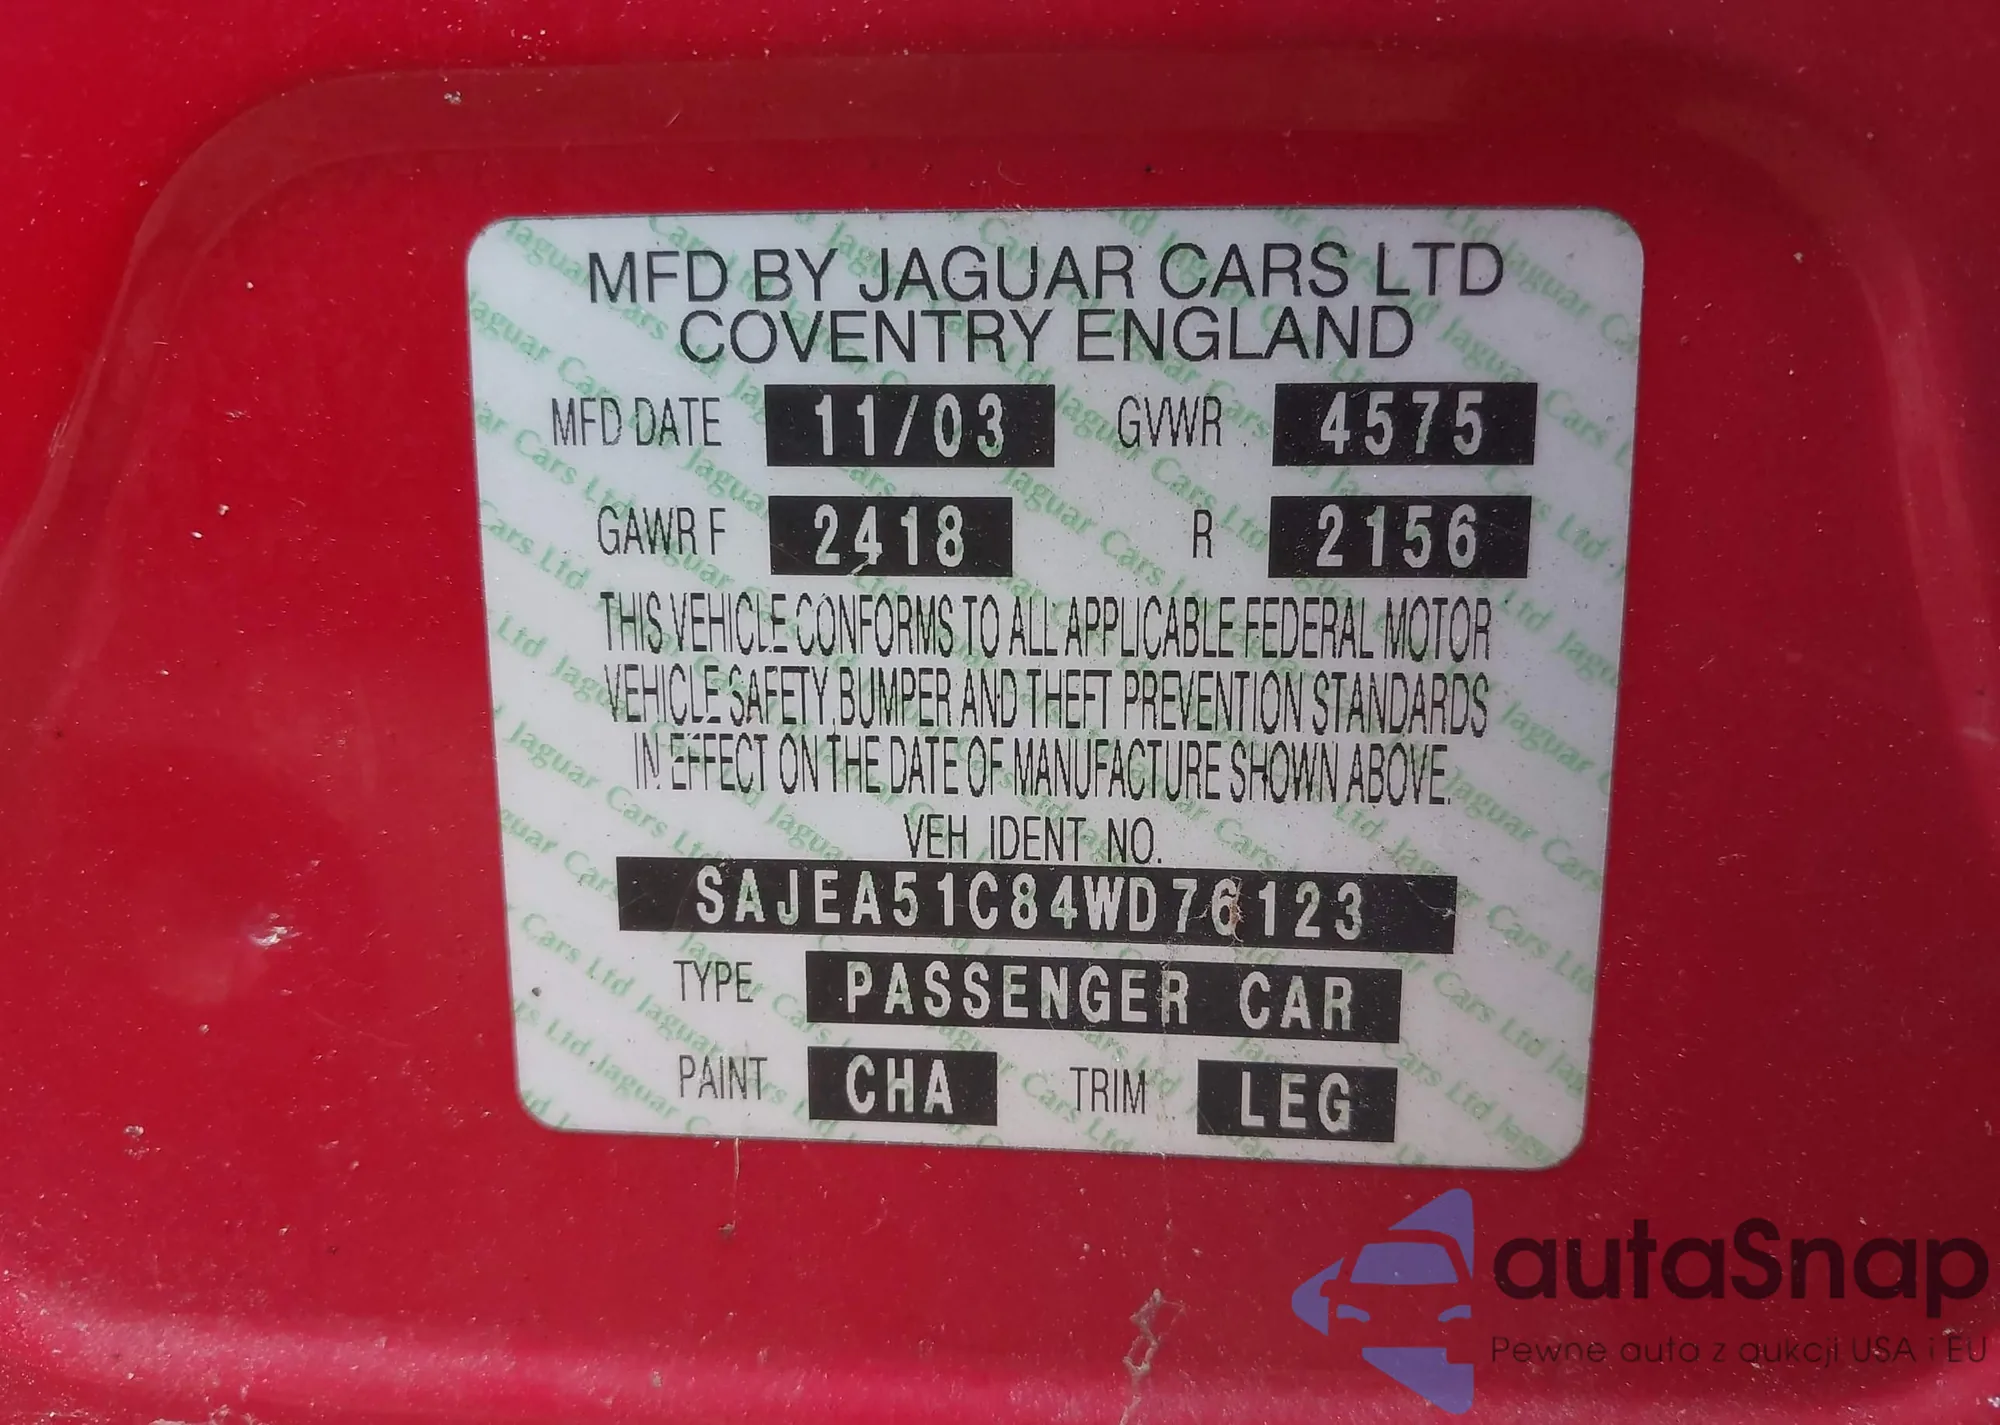 MFD BY JAGUAR CARS LTD
COVENTRY ENGLAND
MFD DATE 11/03 GVWR 4575
GAWR F 2418 R 2156
THIS VEHICLE CONFORMS TO ALL APPLICABLE FEDERAL MOTOR
VEHICLE SAFETY, BUMPER AND THEFT PREVENTION STANDARDS
IN EFFECT ON THE DATE OF MANUFACTURE SHOWN ABOVE.
VEH IDENT NO.
SAJEA51C84WD76123
TYPE PASSENGER CAR
PAINT CHA TRIM LEG
autaSnap
Pewne auta z aukcji USA i EU